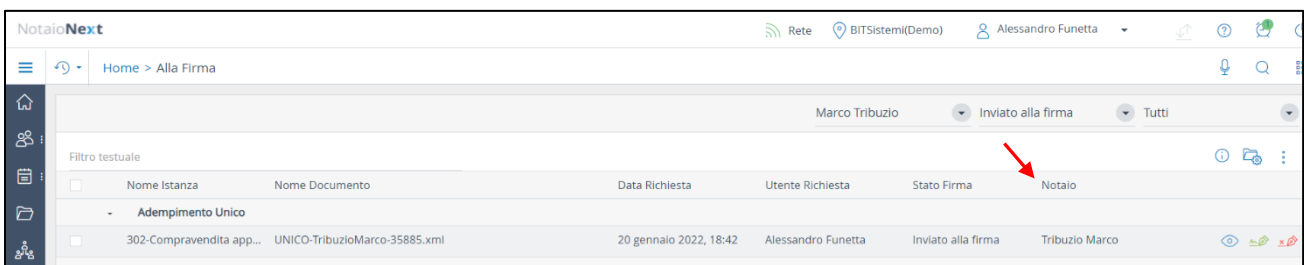 NotaioNext Rete BITSistemi(Demo) Alessandro Funetta 1
Home > Alla Firma
Marco Tribuzio Inviato alla firma Tutti
Filtro testuale
Nome Istanza Nome Documento Data Richiesta Utente Richiesta Stato Firma Notaio
Adempimento Unico
302-Compravendita app... UNICO-TribuzioMarco-35885.xml 20 gennaio 2022, 18:42 Alessandro Funetta Inviato alla firma Tribuzio Marco